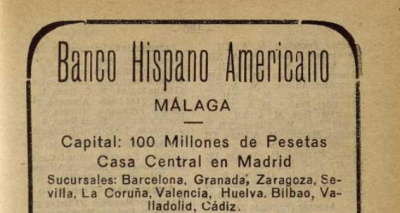 Banco Hispano Americano
MÁLAGA
Capital: 100 Millones de Pesetas
Casa Central en Madrid
Sucursales: Barcelona, Granada, Zaragoza, Se-
villa, La Coruña, Valencia, Huelva. Bilbao, Va-
lladolid, Cádiz.